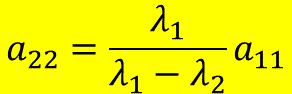 a₂₂ = λ₁ / (λ₁ − λ₂) a₁₁